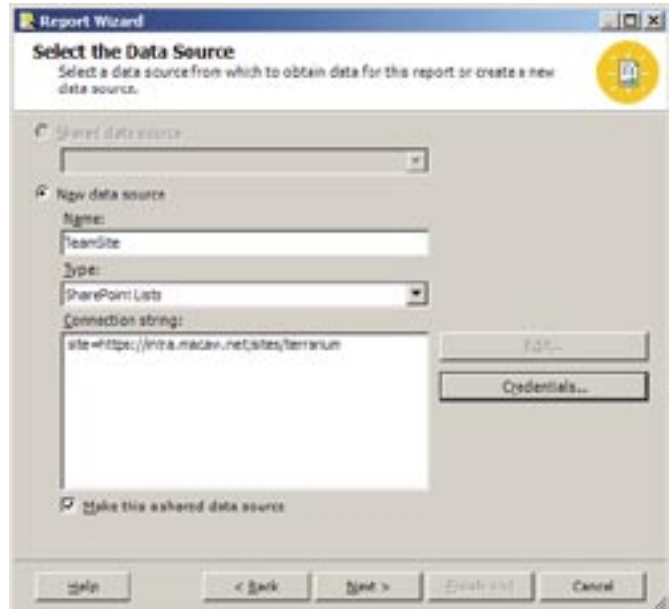 Report Wizard
Select the Data Source
Select a data source from which to obtain data for this report or create a new
data source.
Shared data source
New data source
Name:
TeamSite
Type:
SharePoint Lists
Connection string:
site=https://intra.macaw.net/sites/terrarium
Edit...
Credentials...
Make this a shared data source
Help
< Back
Next >
Cancel